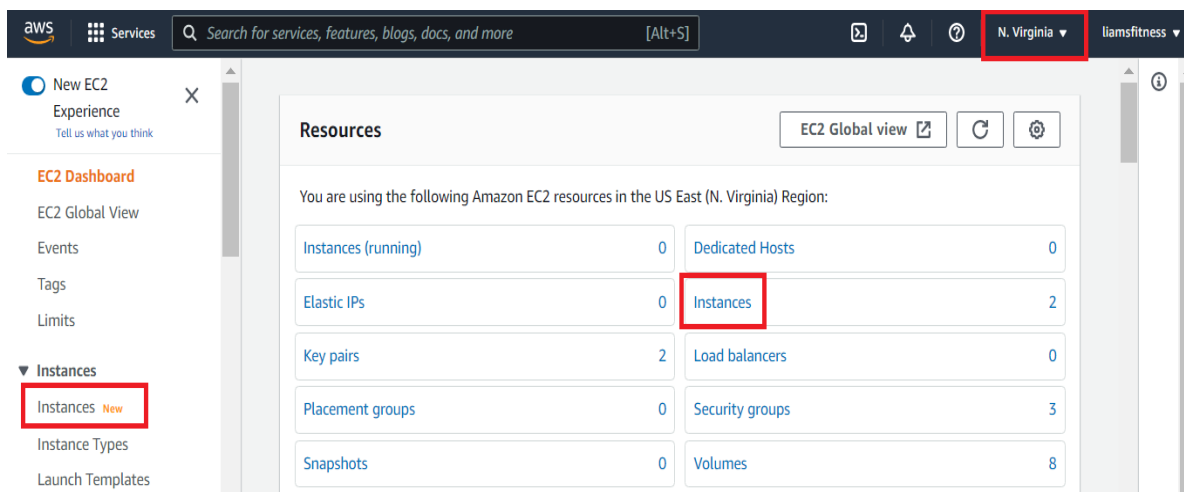 aws
Services
Search for services, features, blogs, docs, and more
[Alt+S]
N. Virginia
liamsfitness
New EC2
Experience
Tell us what you think
EC2 Dashboard
EC2 Global View
Events
Tags
Limits
Instances
Instances New
Instance Types
Launch Templates
Resources
EC2 Global view
You are using the following Amazon EC2 resources in the US East (N. Virginia) Region:
Instances (running) 0
Dedicated Hosts 0
Elastic IPs 0
Instances 2
Key pairs 2
Load balancers 0
Placement groups 0
Security groups 3
Snapshots 0
Volumes 8